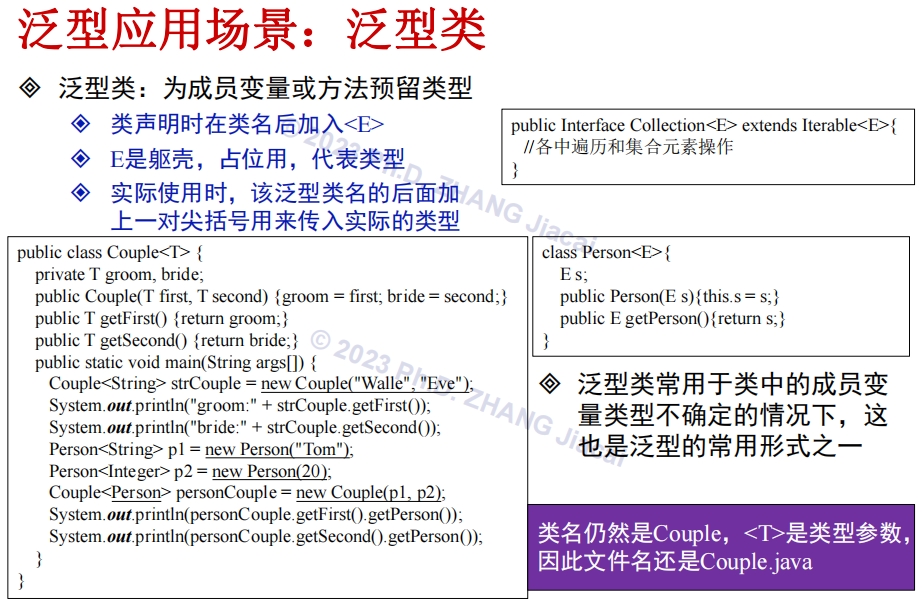 泛型应用场景：泛型类
泛型类：为成员变量或方法预留类型
类声明时在类名后加入<E>
E是躯壳，占位用，代表类型
实际使用时，该泛型类名的后面加
上一对尖括号用来传入实际的类型
public Interface Collection<E> extends Iterable<E>{
//各中遍历和集合元素操作
}
public class Couple<T> {
private T groom, bride;
public Couple(T first, T second) {groom = first; bride = second;}
public T getFirst() {return groom;}
public T getSecond() {return bride;}
public static void main(String args[]) {
Couple<String> strCouple = new Couple("Walle", "Eve");
System.out.println("groom:" + strCouple.getFirst());
System.out.println("bride:" + strCouple.getSecond());
Person<String> p1 = new Person("Tom");
Person<Integer> p2 = new Person(20);
Couple<Person> personCouple = new Couple(p1, p2);
System.out.println(personCouple.getFirst().getPerson());
System.out.println(personCouple.getSecond().getPerson());
}
}
class Person<E>{
E s;
public Person(E s){this.s = s;}
public E getPerson(){return s;}
}
泛型类常用于类中的成员变
量类型不确定的情况下，这
也是泛型的常用形式之一
类名仍然是Couple，<T>是类型参数，
因此文件名还是Couple.java
© 2023 Ph.D. ZHANG Jiacai
© 2023 Ph.D. ZHANG Jiacai